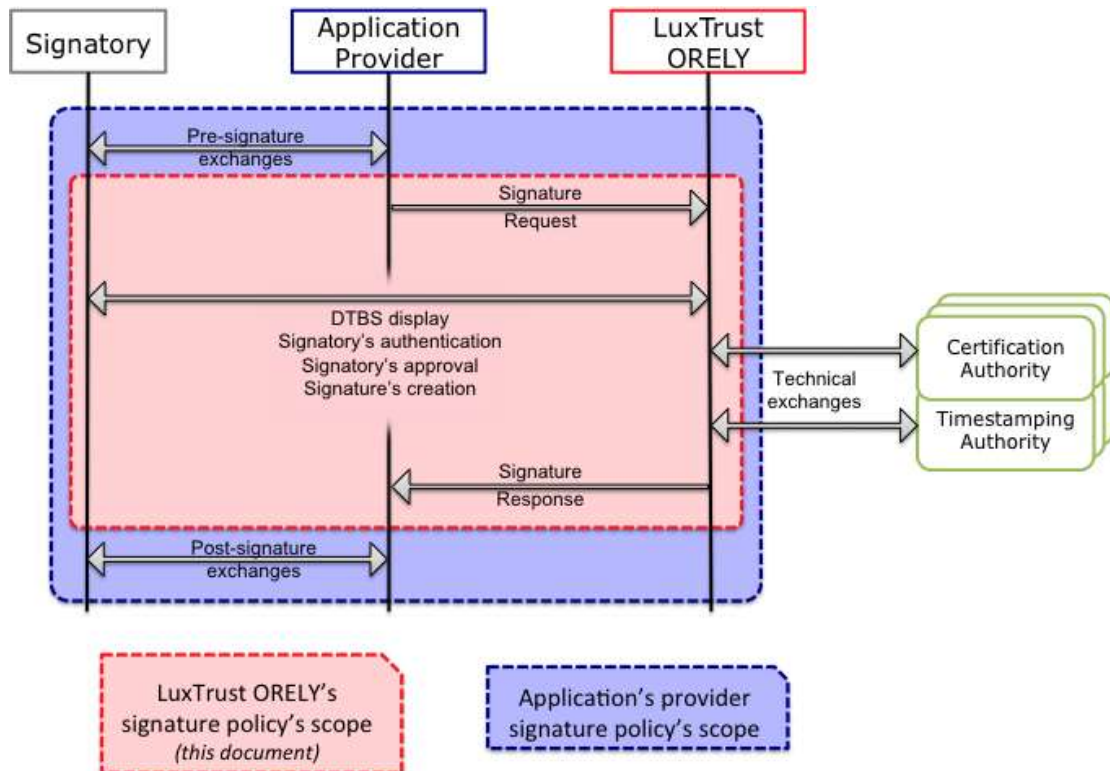 Signatory
Application
Provider
LuxTrust
ORELY
Pre-signature
exchanges
Signature
Request
DTBS display
Signatory's authentication
Signatory's approval
Signature's creation
Certification
Authority
Technical
exchanges
Timestamping
Authority
Signature
Response
Post-signature
exchanges
LuxTrust ORELY's
signature policy's scope
(this document)
Application's provider
signature policy's scope